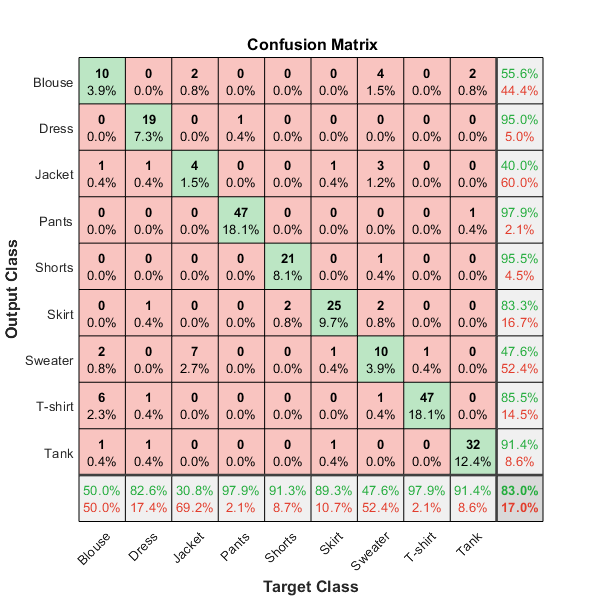 Confusion Matrix
Blouse 10 0 2 0 0 0 4 0 2 55.6%
3.9% 0.0% 0.8% 0.0% 0.0% 0.0% 1.5% 0.0% 0.8% 44.4%
Dress 0 19 0 1 0 0 0 0 0 95.0%
0.0% 7.3% 0.0% 0.4% 0.0% 0.0% 0.0% 0.0% 0.0% 5.0%
Jacket 1 1 4 0 0 1 3 0 0 40.0%
0.4% 0.4% 1.5% 0.0% 0.0% 0.4% 1.2% 0.0% 0.0% 60.0%
Pants 0 0 0 47 0 0 0 0 1 97.9%
0.0% 0.0% 0.0% 18.1% 0.0% 0.0% 0.0% 0.0% 0.4% 2.1%
Shorts 0 0 0 0 21 0 1 0 0 95.5%
0.0% 0.0% 0.0% 0.0% 8.1% 0.0% 0.4% 0.0% 0.0% 4.5%
Skirt 0 1 0 0 2 25 2 0 0 83.3%
0.0% 0.4% 0.0% 0.0% 0.8% 9.7% 0.8% 0.0% 0.0% 16.7%
Sweater 2 0 7 0 0 1 10 1 0 47.6%
0.8% 0.0% 2.7% 0.0% 0.0% 0.4% 3.9% 0.4% 0.0% 52.4%
T-shirt 6 1 0 0 0 0 1 47 0 85.5%
2.3% 0.4% 0.0% 0.0% 0.0% 0.0% 0.4% 18.1% 0.0% 14.5%
Tank 1 1 0 0 0 1 0 0 32 91.4%
0.4% 0.4% 0.0% 0.0% 0.0% 0.4% 0.0% 0.0% 12.4% 8.6%
50.0% 82.6% 30.8% 97.9% 91.3% 89.3% 47.6% 97.9% 91.4% 83.0%
50.0% 17.4% 69.2% 2.1% 8.7% 10.7% 52.4% 2.1% 8.6% 17.0%
Blouse Dress Jacket Pants Shorts Skirt Sweater T-shirt Tank
Target Class
Output Class